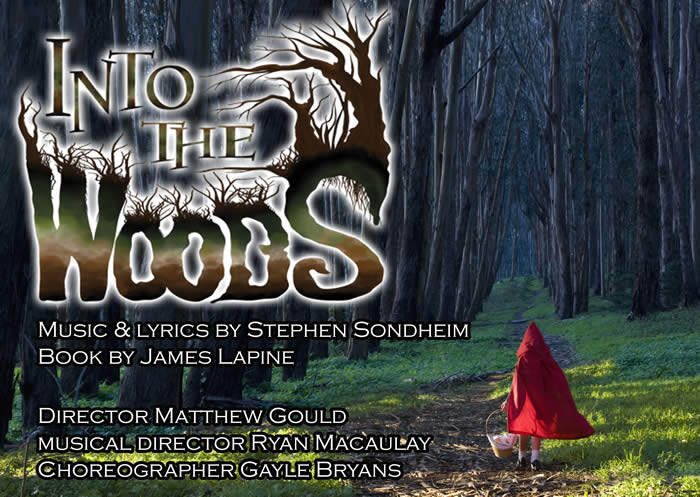 INTO
THE
WOODS
MUSIC & LYRICS BY STEPHEN SONDHEIM
BOOK BY JAMES LAPINE
DIRECTOR MATTHEW GOULD
MUSICAL DIRECTOR RYAN MACAULAY
CHOREOGRAPHER GAYLE BRYANS